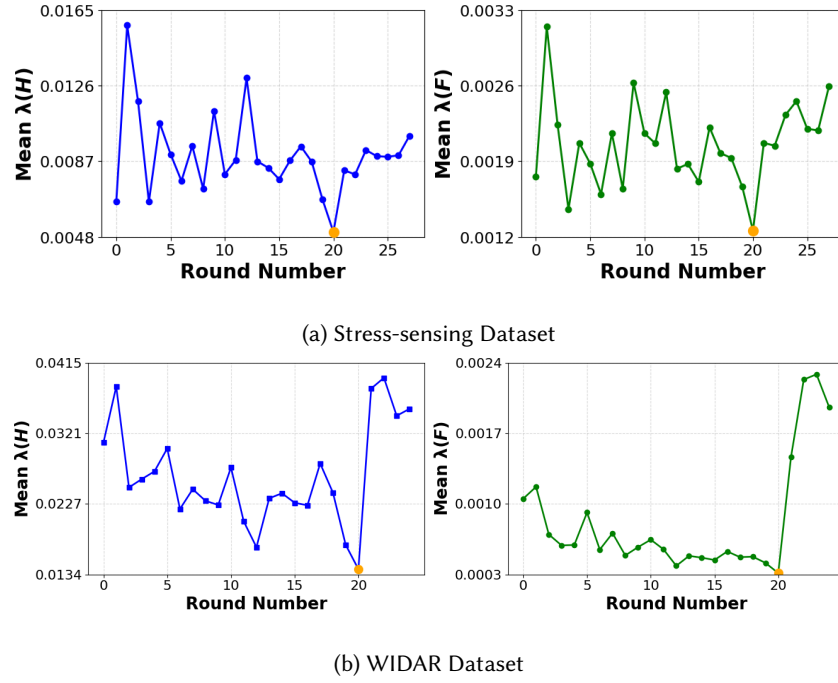 0.0165
0.0126
0.0087
0.0048
Mean λ(H)
0 5 10 15 20 25
Round Number
0.0033
0.0026
0.0019
0.0012
Mean λ(F)
0 5 10 15 20 25
Round Number
(a) Stress-sensing Dataset
0.0415
0.0321
0.0227
0.0134
Mean λ(H)
0 5 10 15 20
Round Number
0.0024
0.0017
0.0010
0.0003
Mean λ(F)
0 5 10 15 20
Round Number
(b) WIDAR Dataset